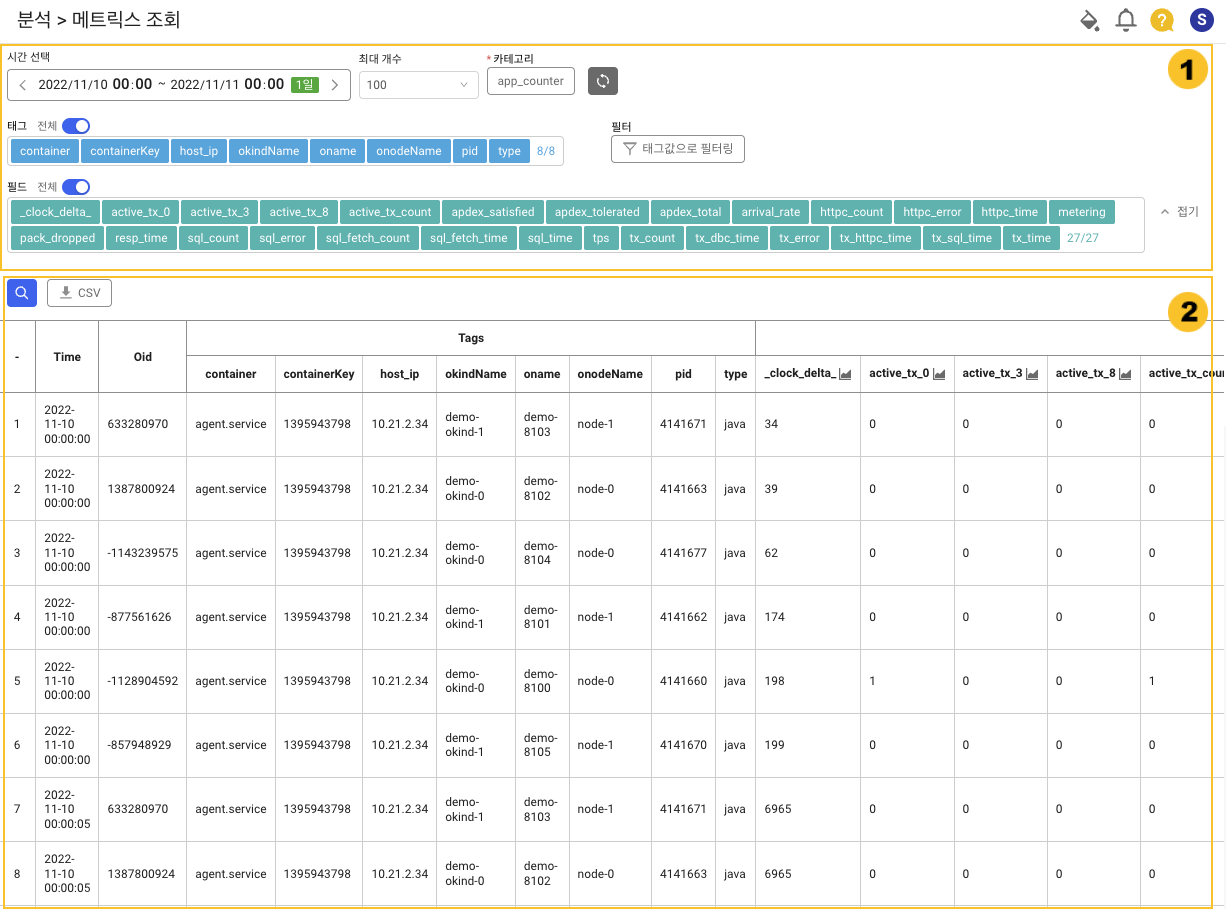 분석 > 메트릭스 조회
? S
시간 선택 최대 개수 * 카테고리
2022/11/10 00:00 ~ 2022/11/11 00:00 1일 100 app_counter
1
태그 전체 필터
container containerKey host_ip okindName oname onodeName pid type 8/8 태그값으로 필터링
필드 전체
_clock_delta_ active_tx_0 active_tx_3 active_tx_8 active_tx_count apdex_satisfied apdex_tolerated apdex_total arrival_rate httpc_count httpc_error httpc_time metering 접기
pack_dropped resp_time sql_count sql_error sql_fetch_count sql_fetch_time sql_time tps tx_count tx_dbc_time tx_error tx_httpc_time tx_sql_time tx_time 27/27
CSV
2
Tags
- Time Oid
container containerKey host_ip okindName oname onodeName pid type _clock_delta_ active_tx_0 active_tx_3 active_tx_8 active_tx_cour
2022-
demo- demo-
1 11-10 633280970 agent.service 1395943798 10.21.2.34 node-1 4141671 java 34 0 0 0 0
okind-1 8103
00:00:00
2022-
demo- demo-
2 11-10 1387800924 agent.service 1395943798 10.21.2.34 node-0 4141663 java 39 0 0 0 0
okind-0 8102
00:00:00
2022-
demo- demo-
3 11-10 -1143239575 agent.service 1395943798 10.21.2.34 node-0 4141677 java 62 0 0 0 0
okind-0 8104
00:00:00
2022-
demo- demo-
4 11-10 -877561626 agent.service 1395943798 10.21.2.34 node-1 4141662 java 174 0 0 0 0
okind-1 8101
00:00:00
2022-
demo- demo-
5 11-10 -1128904592 agent.service 1395943798 10.21.2.34 node-0 4141660 java 198 1 0 0 1
okind-0 8100
00:00:00
2022-
demo- demo-
6 11-10 -857948929 agent.service 1395943798 10.21.2.34 node-1 4141670 java 199 0 0 0 0
okind-1 8105
00:00:00
2022-
demo- demo-
7 11-10 633280970 agent.service 1395943798 10.21.2.34 node-1 4141671 java 6965 0 0 0 0
okind-1 8103
00:00:05
2022-
demo- demo-
8 11-10 1387800924 agent.service 1395943798 10.21.2.34 node-0 4141663 java 6965 0 0 0 0
okind-0 8102
00:00:05